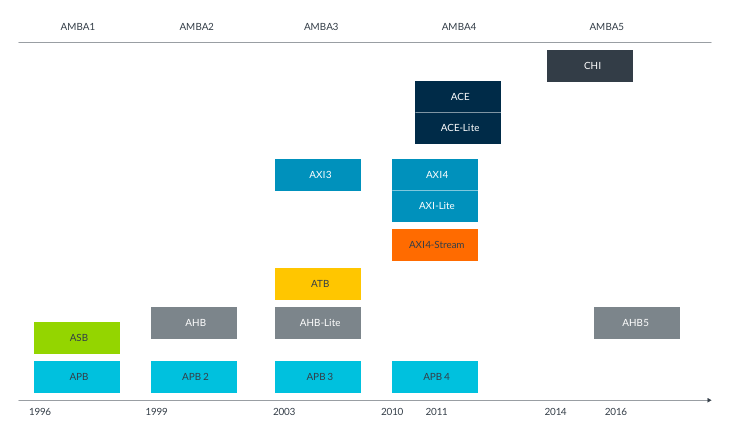 AMBA1
AMBA2
AMBA3
AMBA4
AMBA5
CHI
ACE
ACE-Lite
AXI3
AXI4
AXI-Lite
AXI4-Stream
ATB
ASB
AHB
AHB-Lite
AHB5
APB
APB 2
APB 3
APB 4
1996
1999
2003
2010
2011
2014
2016